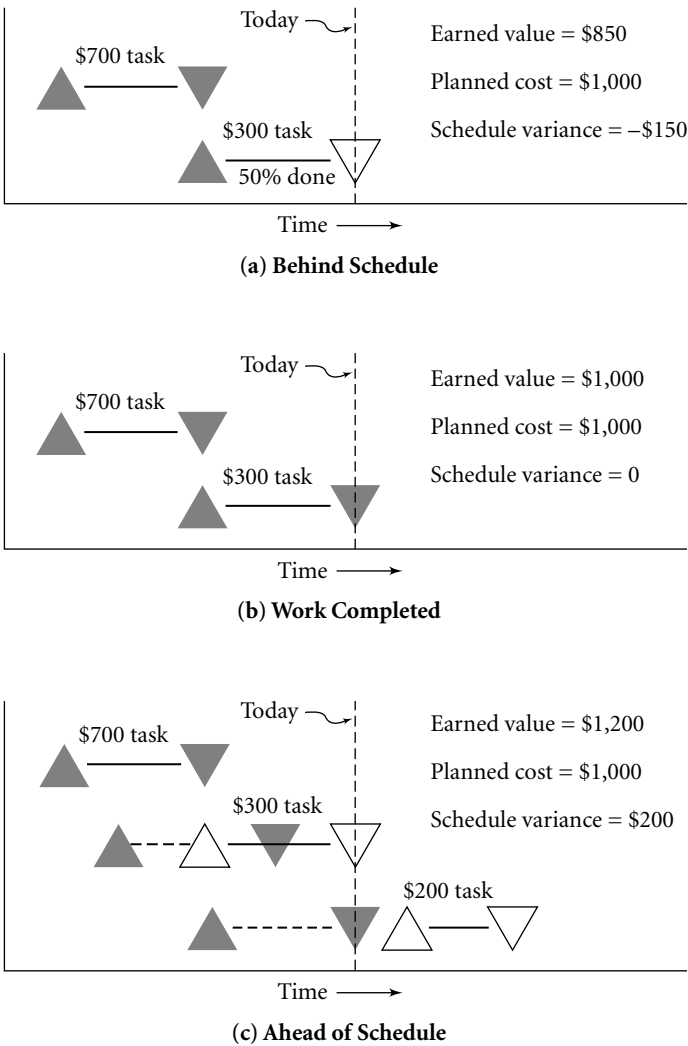 Today
Earned value = $850
$700 task
Planned cost = $1,000
$300 task
Schedule variance = –$150
50% done
Time
(a) Behind Schedule
Today
Earned value = $1,000
$700 task
Planned cost = $1,000
$300 task
Schedule variance = 0
Time
(b) Work Completed
Today
Earned value = $1,200
$700 task
Planned cost = $1,000
$300 task
Schedule variance = $200
$200 task
Time
(c) Ahead of Schedule